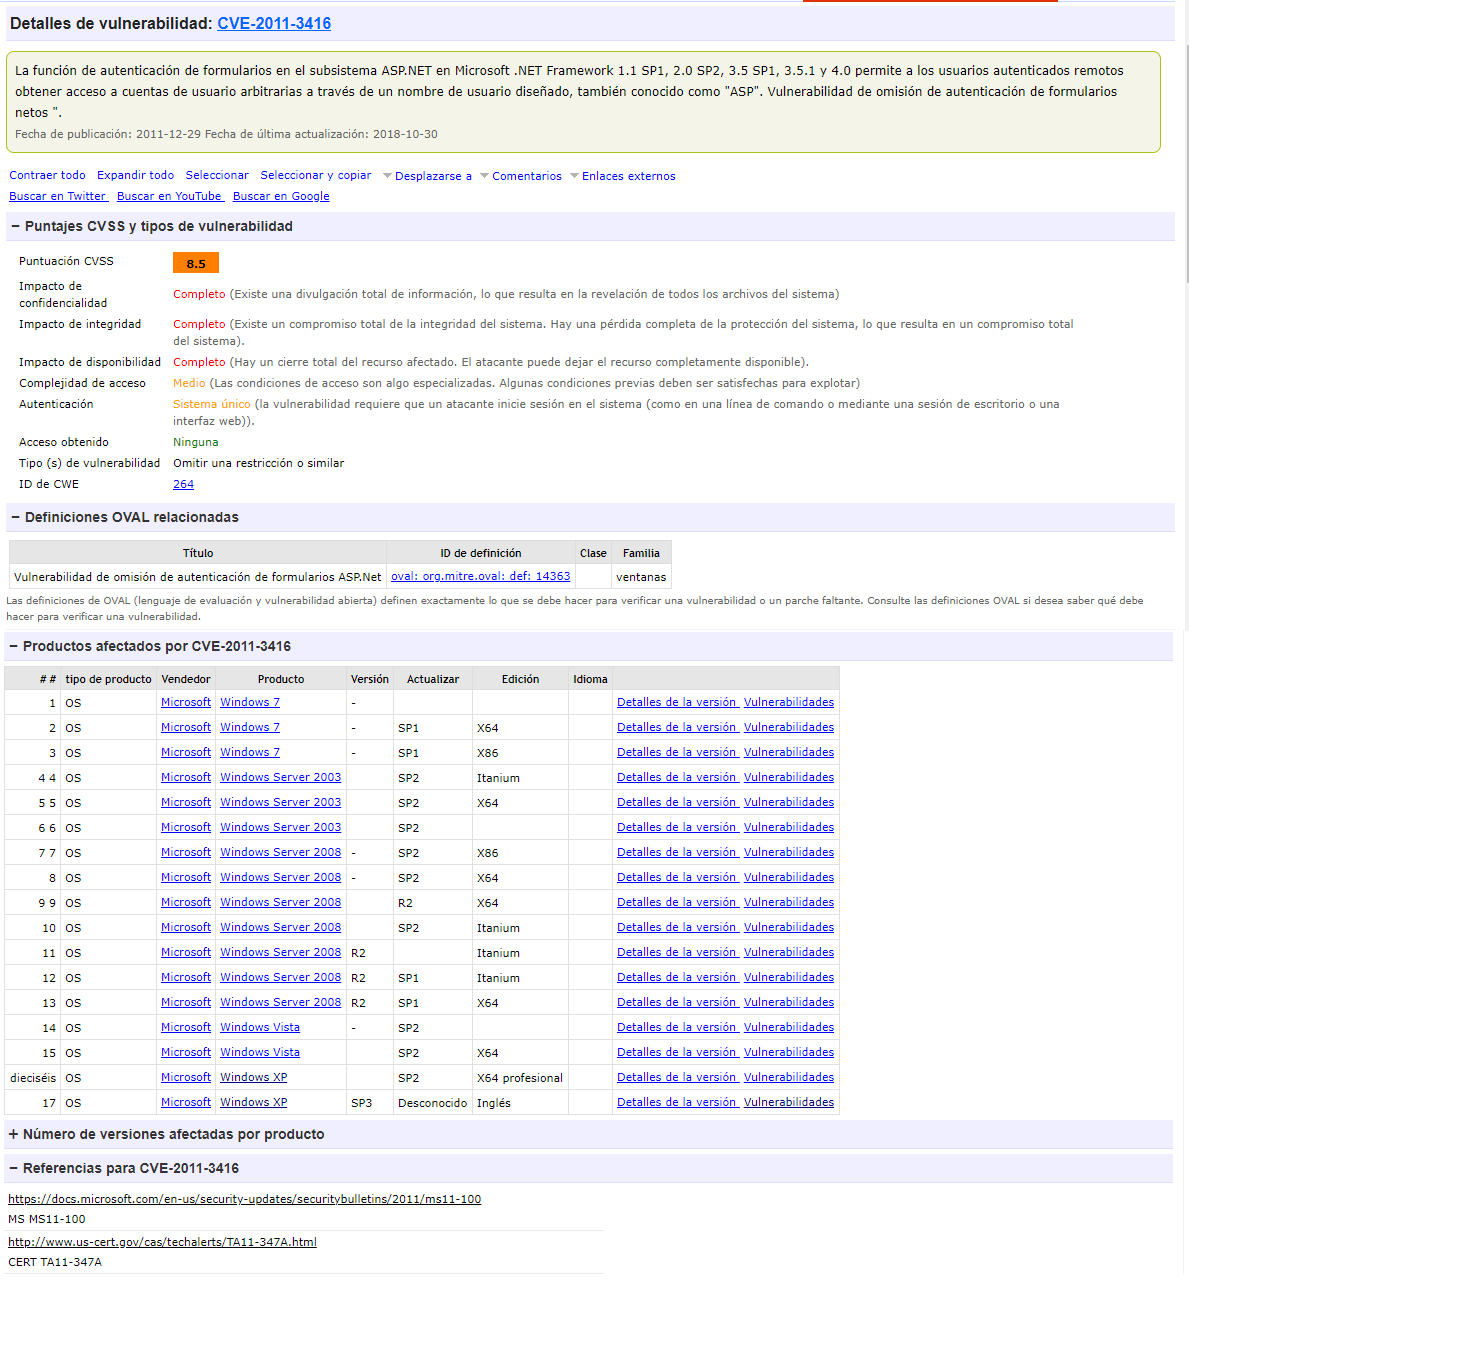 Detalles de vulnerabilidad: CVE-2011-3416
La función de autenticación de formularios en el subsistema ASP.NET en Microsoft .NET Framework 1.1 SP1, 2.0 SP2, 3.5 SP1, 3.5.1 y 4.0 permite a los usuarios autenticados remotos
obtener acceso a cuentas de usuario arbitrarias a través de un nombre de usuario diseñado, también conocido como "ASP". Vulnerabilidad de omisión de autenticación de formularios
netos ".
Fecha de publicación: 2011-12-29 Fecha de última actualización: 2018-10-30
Contraer todo Expandir todo Seleccionar Seleccionar y copiar Desplazarse a Comentarios Enlaces externos
Buscar en Twitter Buscar en YouTube Buscar en Google
− Puntajes CVSS y tipos de vulnerabilidad
Puntuación CVSS 8.5
Impacto de
confidencialidad Completo (Existe una divulgación total de información, lo que resulta en la revelación de todos los archivos del sistema)
Impacto de integridad Completo (Existe un compromiso total de la integridad del sistema. Hay una pérdida completa de la protección del sistema, lo que resulta en un compromiso total
del sistema).
Impacto de disponibilidad Completo (Hay un cierre total del recurso afectado. El atacante puede dejar el recurso completamente disponible).
Complejidad de acceso Medio (Las condiciones de acceso son algo especializadas. Algunas condiciones previas deben ser satisfechas para explotar)
Autenticación Sistema único (la vulnerabilidad requiere que un atacante inicie sesión en el sistema (como en una línea de comando o mediante una sesión de escritorio o una
interfaz web)).
Acceso obtenido Ninguna
Tipo (s) de vulnerabilidad Omitir una restricción o similar
ID de CWE 264
− Definiciones OVAL relacionadas
Título ID de definición Clase Familia
Vulnerabilidad de omisión de autenticación de formularios ASP.Net oval: org.mitre.oval: def: 14363 ventanas
Las definiciones de OVAL (lenguaje de evaluación y vulnerabilidad abierta) definen exactamente lo que se debe hacer para verificar una vulnerabilidad o un parche faltante. Consulte las definiciones OVAL si desea saber qué debe
hacer para verificar una vulnerabilidad.
− Productos afectados por CVE-2011-3416
# # tipo de producto Vendedor Producto Versión Actualizar Edición Idioma
1 OS Microsoft Windows 7 - Detalles de la versión Vulnerabilidades
2 OS Microsoft Windows 7 - SP1 X64 Detalles de la versión Vulnerabilidades
3 OS Microsoft Windows 7 - SP1 X86 Detalles de la versión Vulnerabilidades
4 4 OS Microsoft Windows Server 2003 SP2 Itanium Detalles de la versión Vulnerabilidades
5 5 OS Microsoft Windows Server 2003 SP2 X64 Detalles de la versión Vulnerabilidades
6 6 OS Microsoft Windows Server 2003 SP2 Detalles de la versión Vulnerabilidades
7 7 OS Microsoft Windows Server 2008 - SP2 X86 Detalles de la versión Vulnerabilidades
8 OS Microsoft Windows Server 2008 - SP2 X64 Detalles de la versión Vulnerabilidades
9 9 OS Microsoft Windows Server 2008 R2 X64 Detalles de la versión Vulnerabilidades
10 OS Microsoft Windows Server 2008 SP2 Itanium Detalles de la versión Vulnerabilidades
11 OS Microsoft Windows Server 2008 R2 Itanium Detalles de la versión Vulnerabilidades
12 OS Microsoft Windows Server 2008 R2 SP1 Itanium Detalles de la versión Vulnerabilidades
13 OS Microsoft Windows Server 2008 R2 SP1 X64 Detalles de la versión Vulnerabilidades
14 OS Microsoft Windows Vista - SP2 Detalles de la versión Vulnerabilidades
15 OS Microsoft Windows Vista SP2 X64 Detalles de la versión Vulnerabilidades
dieciséis OS Microsoft Windows XP SP2 X64 profesional Detalles de la versión Vulnerabilidades
17 OS Microsoft Windows XP SP3 Desconocido Inglés Detalles de la versión Vulnerabilidades
+ Número de versiones afectadas por producto
− Referencias para CVE-2011-3416
https://docs.microsoft.com/en-us/security-updates/securitybulletins/2011/ms11-100
MS MS11-100
http://www.us-cert.gov/cas/techalerts/TA11-347A.html
CERT TA11-347A